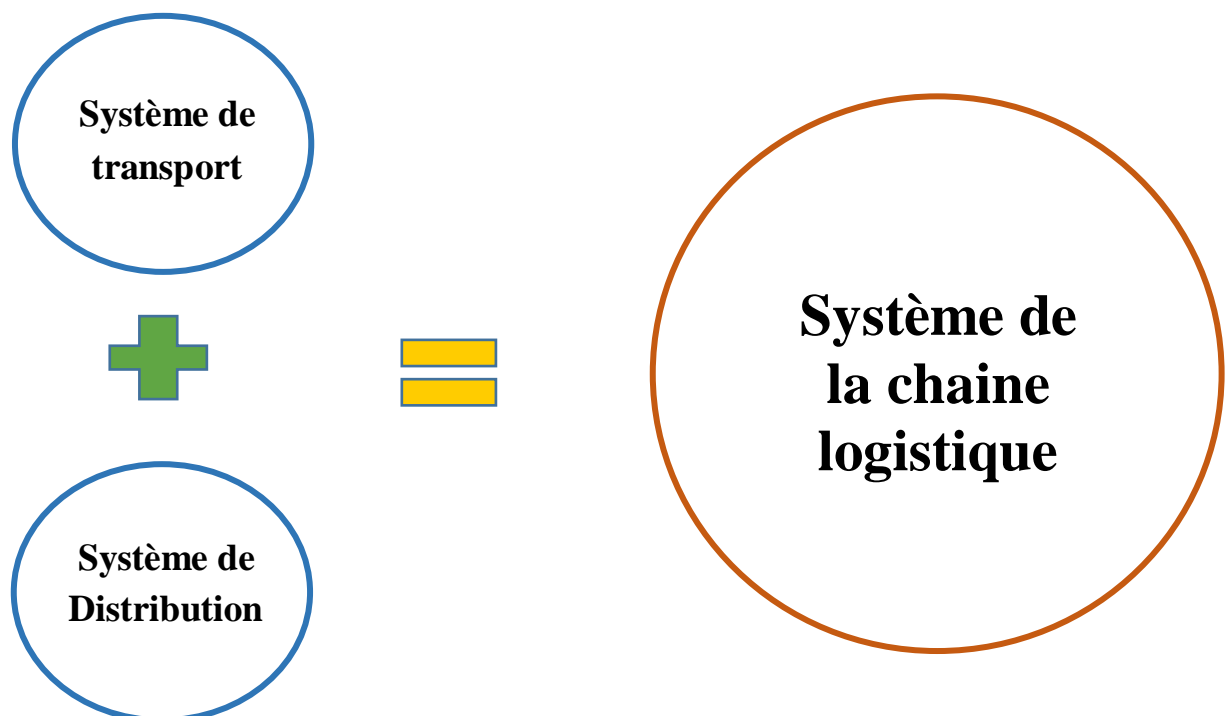 Système de
transport
Système de
Distribution
Système de
la chaine
logistique